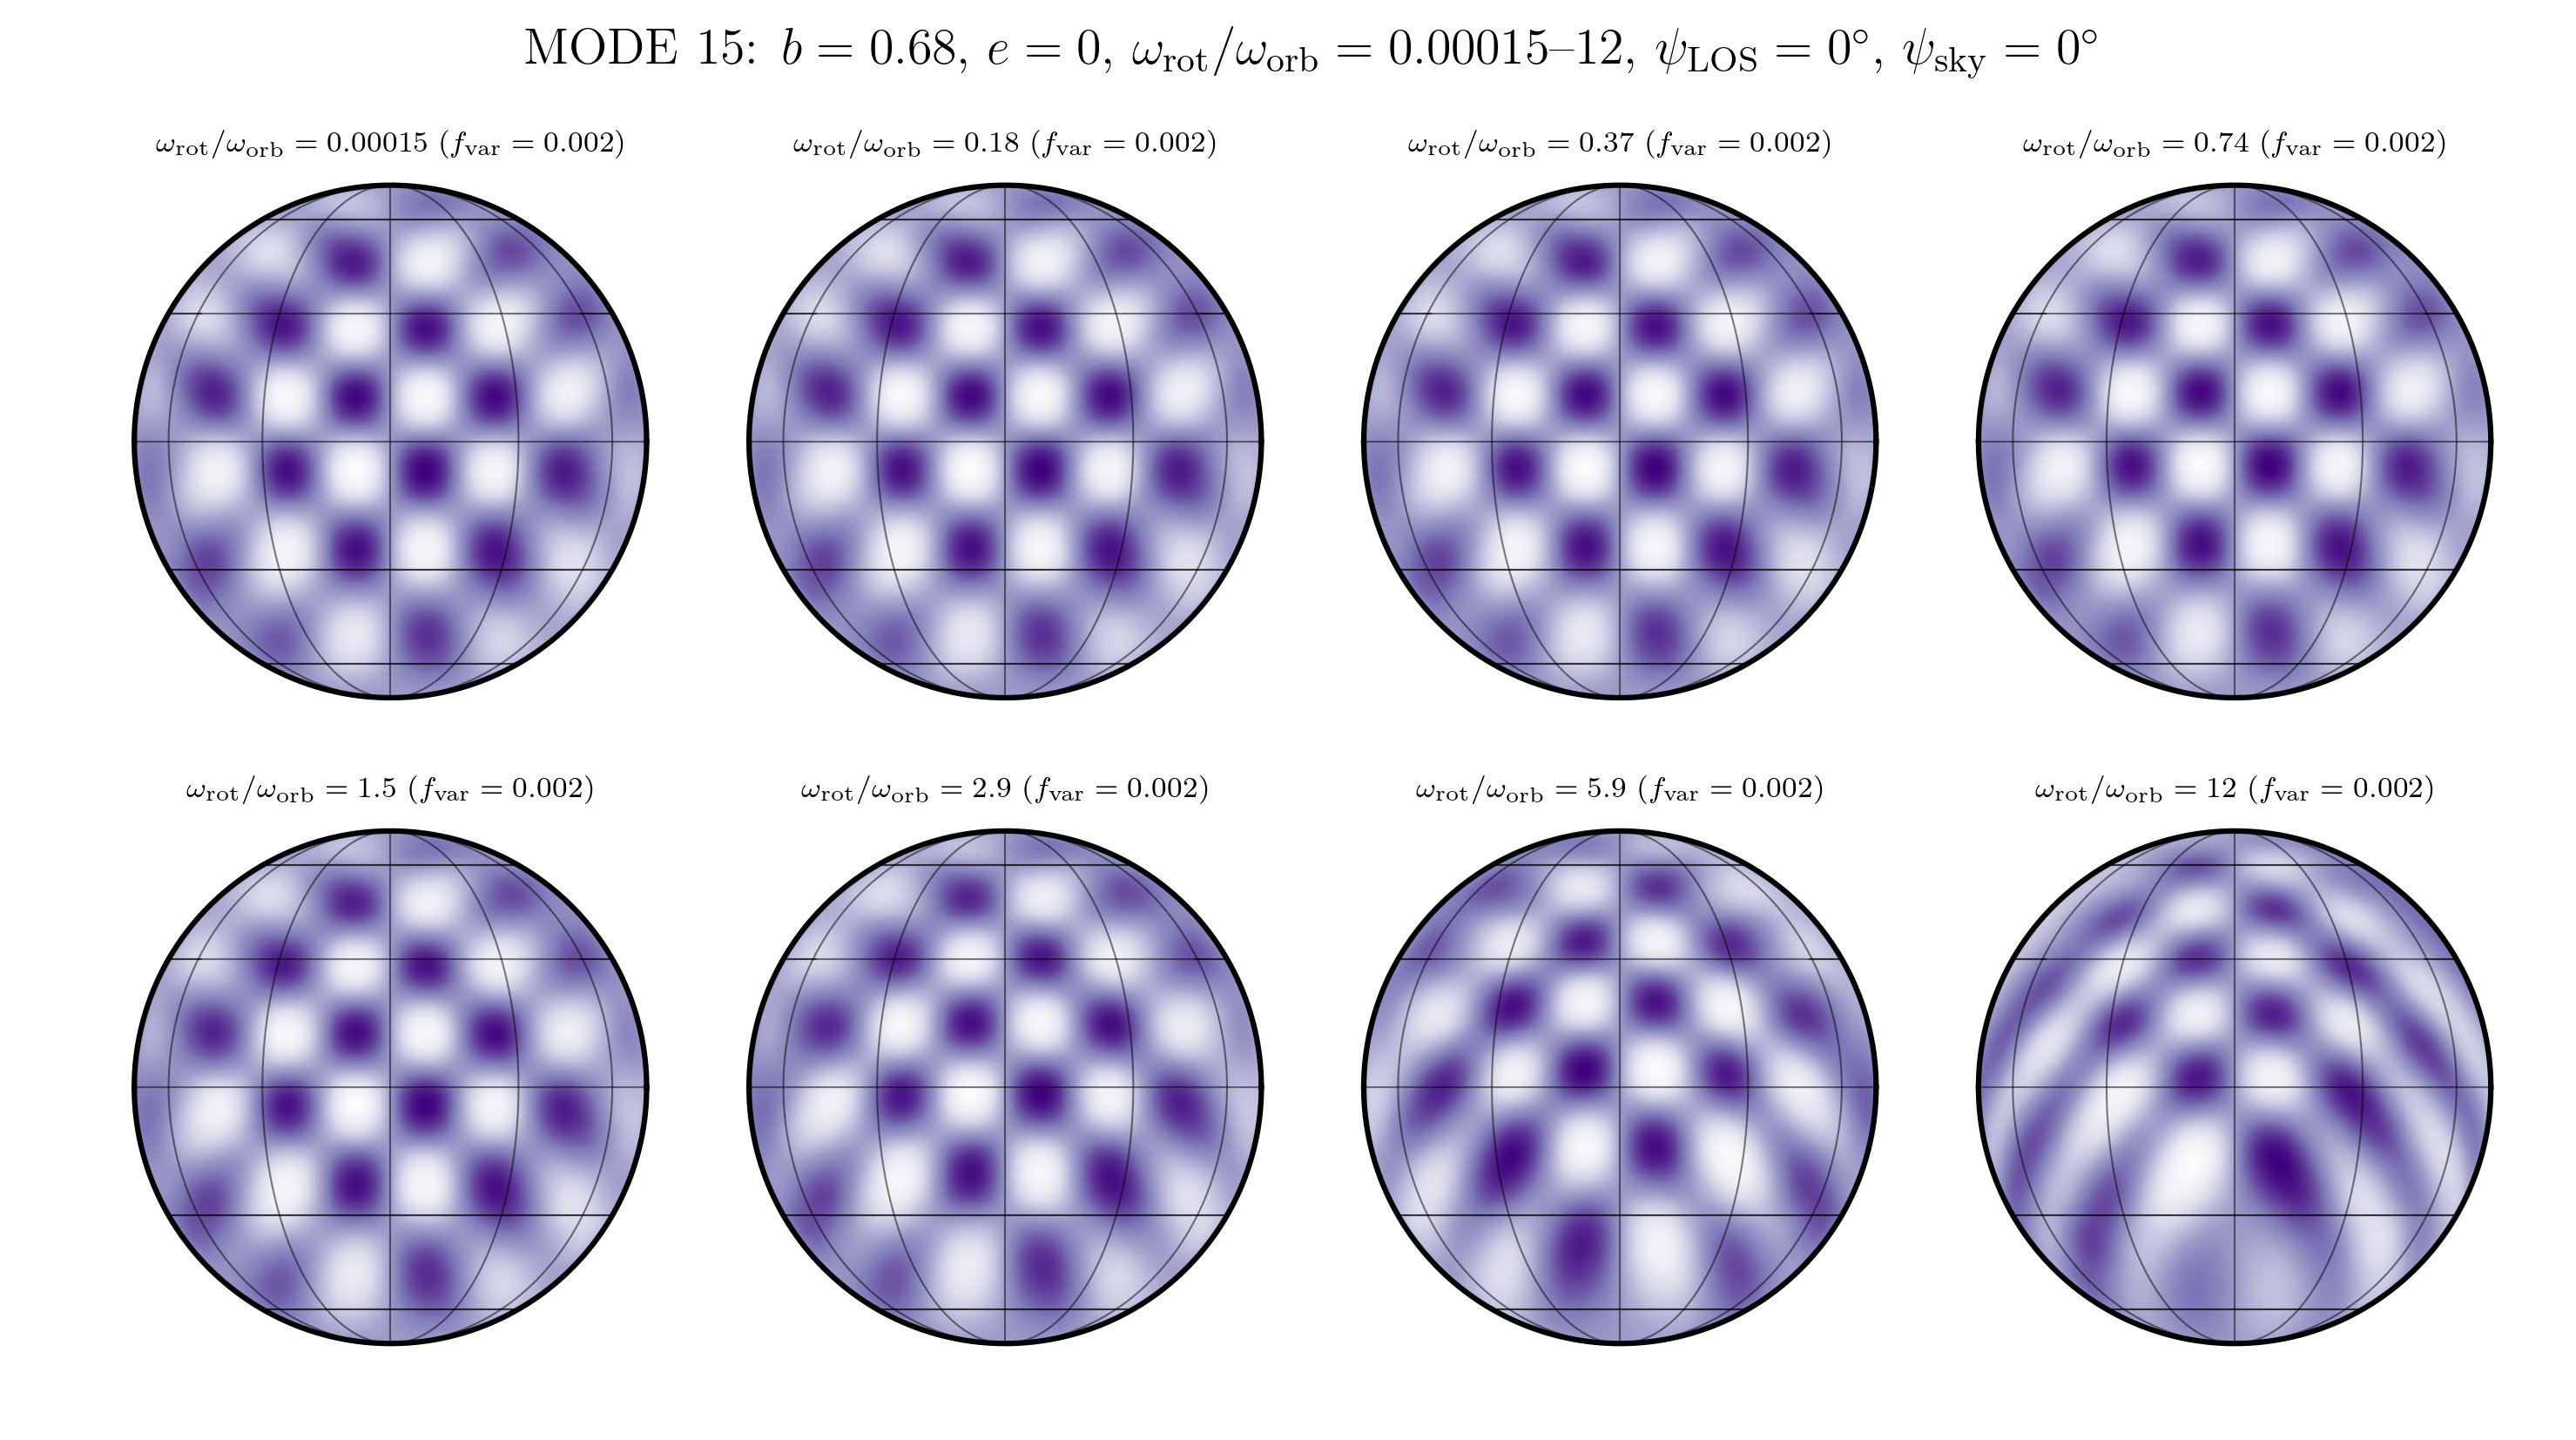 MODE 15: b = 0.68, e = 0, ω_rot/ω_orb = 0.00015–12, ψ_LOS = 0°, ψ_sky = 0°
ω_rot/ω_orb = 0.00015 (f_var = 0.002)
ω_rot/ω_orb = 0.18 (f_var = 0.002)
ω_rot/ω_orb = 0.37 (f_var = 0.002)
ω_rot/ω_orb = 0.74 (f_var = 0.002)
ω_rot/ω_orb = 1.5 (f_var = 0.002)
ω_rot/ω_orb = 2.9 (f_var = 0.002)
ω_rot/ω_orb = 5.9 (f_var = 0.002)
ω_rot/ω_orb = 12 (f_var = 0.002)